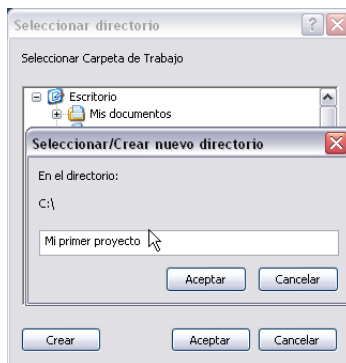 Seleccionar directorio
Seleccionar Carpeta de Trabajo
Escritorio
Mis documentos
Seleccionar/Crear nuevo directorio
En el directorio:
C:\
Mi primer proyecto
Aceptar Cancelar
Crear Aceptar Cancelar